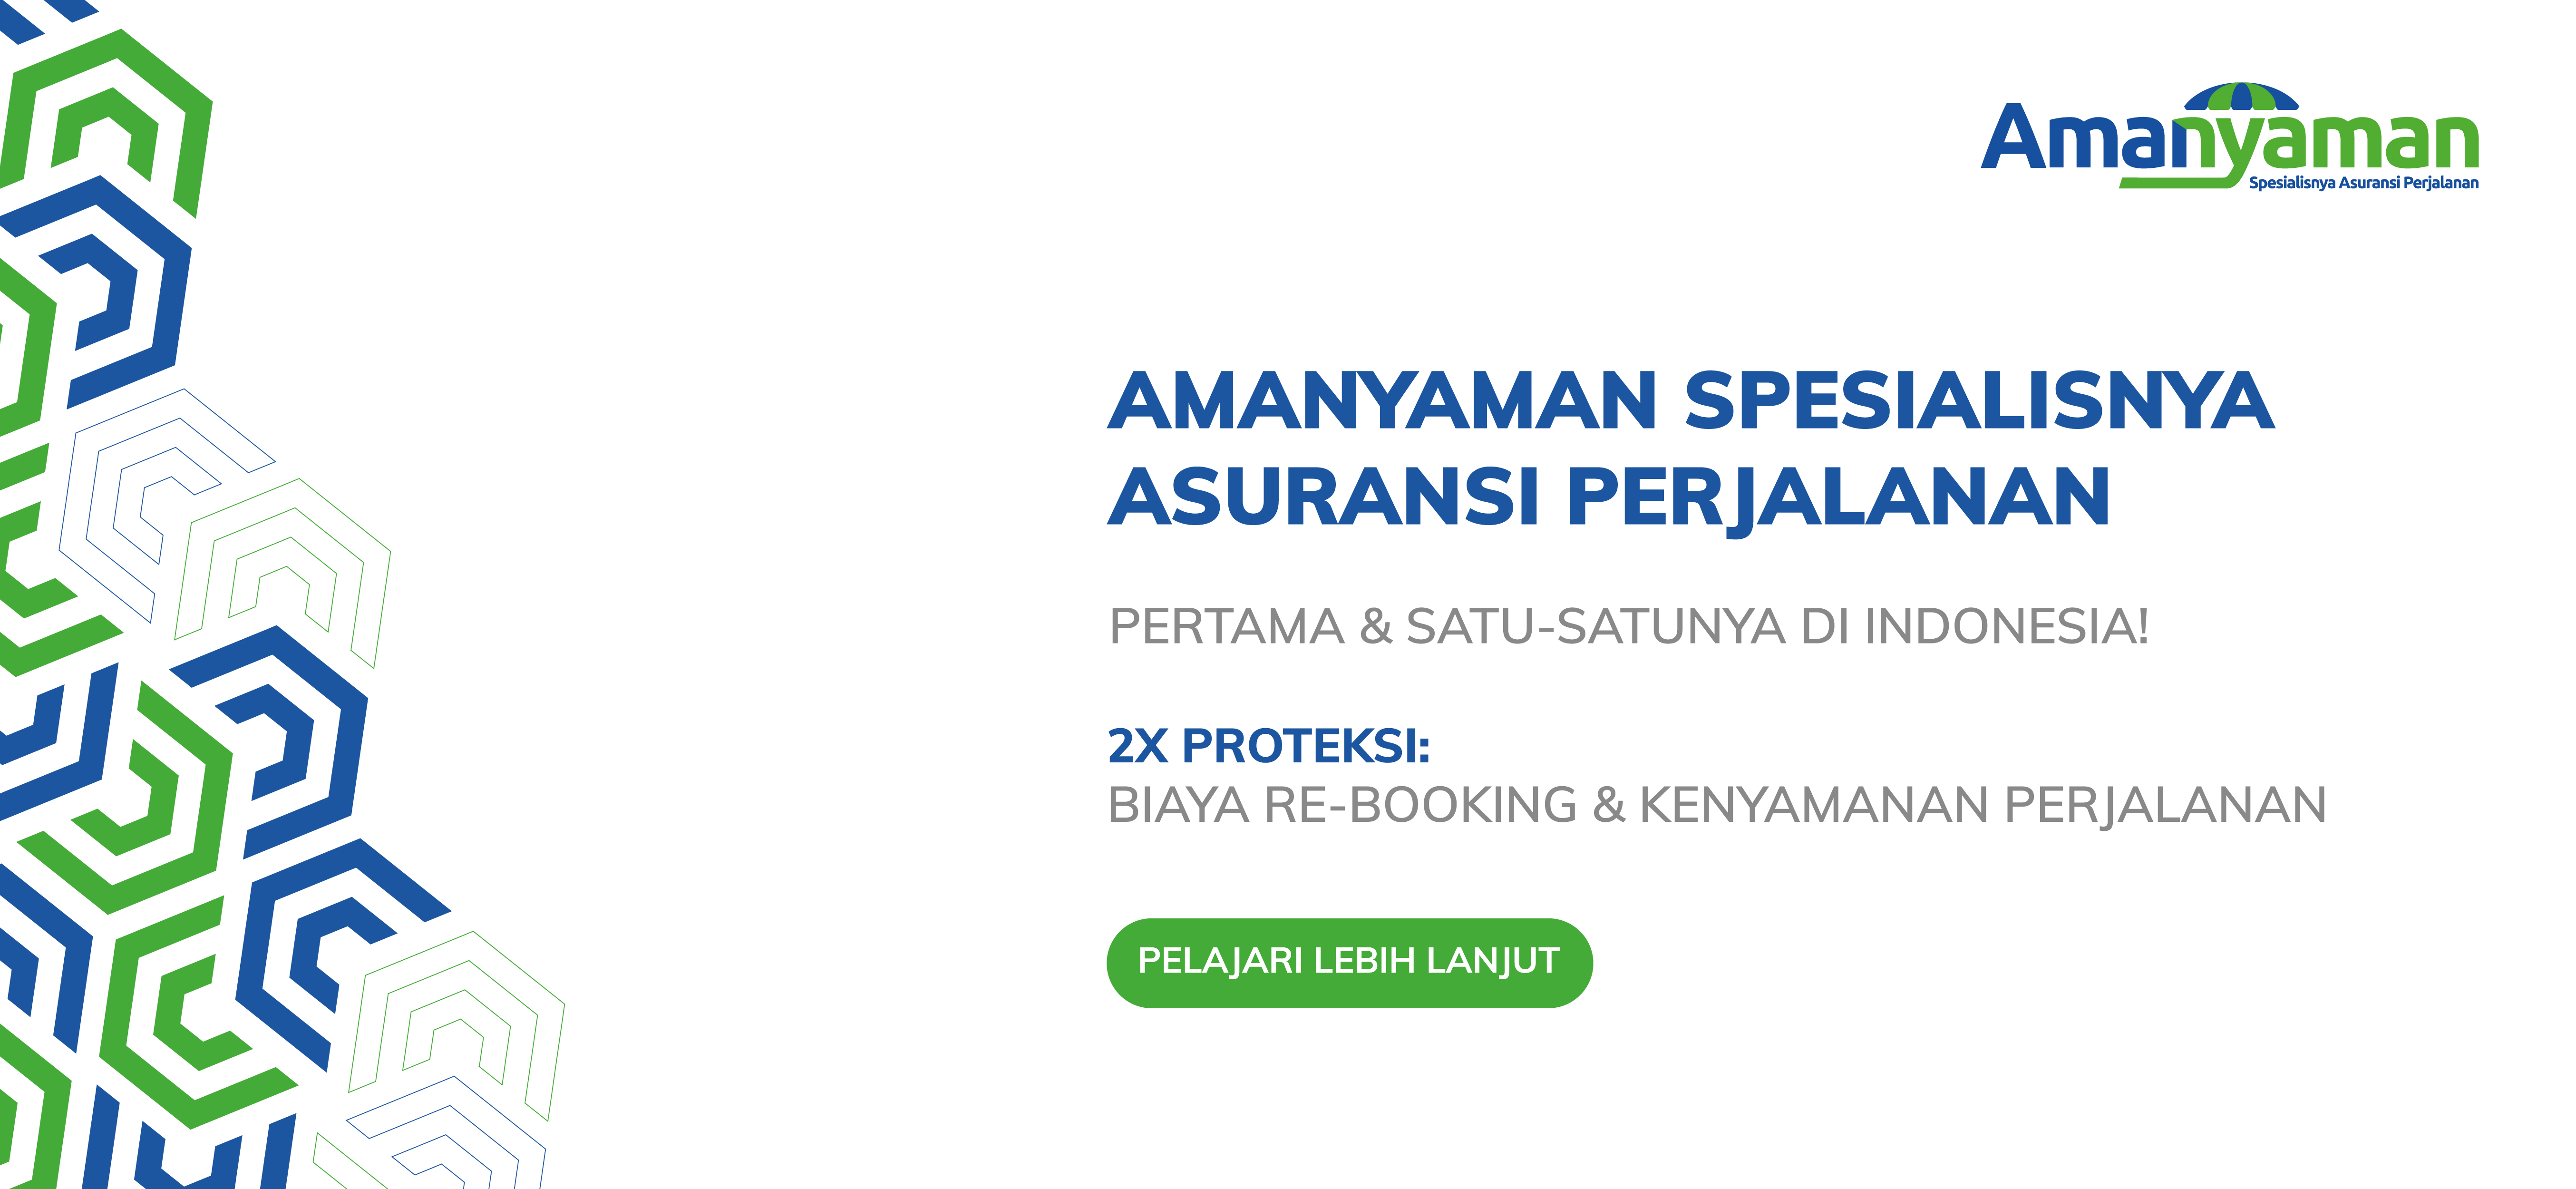 Amanyaman
Spesialisnya Asuransi Perjalanan
AMANYAMAN SPESIALISNYA
ASURANSI PERJALANAN
PERTAMA & SATU-SATUNYA DI INDONESIA!
2X PROTEKSI:
BIAYA RE-BOOKING & KENYAMANAN PERJALANAN
PELAJARI LEBIH LANJUT